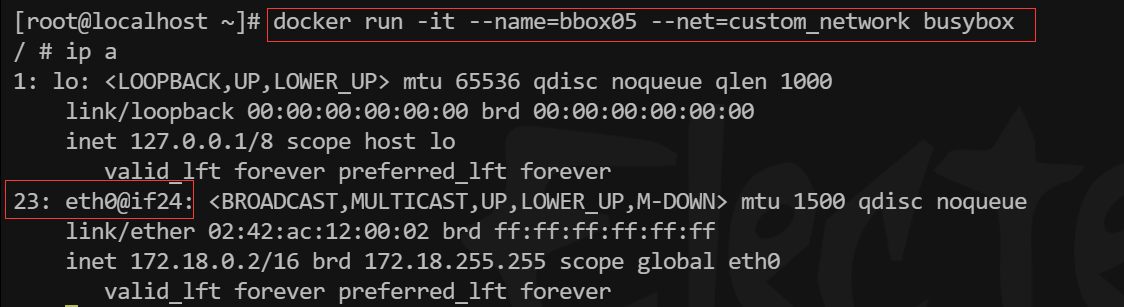 [root@localhost ~]# docker run -it --name=bbox05 --net=custom_network busybox
/ # ip a
1: lo: <LOOPBACK,UP,LOWER_UP> mtu 65536 qdisc noqueue qlen 1000
    link/loopback 00:00:00:00:00:00 brd 00:00:00:00:00:00
    inet 127.0.0.1/8 scope host lo
       valid_lft forever preferred_lft forever
23: eth0@if24: <BROADCAST,MULTICAST,UP,LOWER_UP,M-DOWN> mtu 1500 qdisc noqueue
    link/ether 02:42:ac:12:00:02 brd ff:ff:ff:ff:ff:ff
    inet 172.18.0.2/16 brd 172.18.255.255 scope global eth0
       valid_lft forever preferred_lft forever